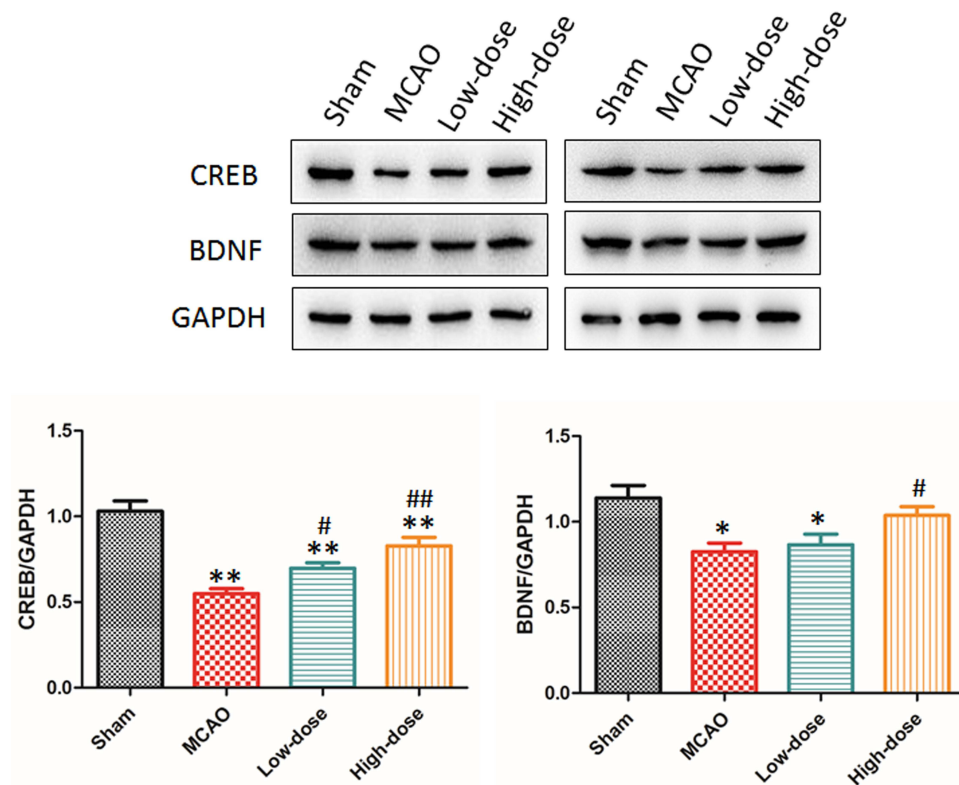 Sham MCAO Low-dose High-dose Sham MCAO Low-dose High-dose
CREB
BDNF
GAPDH
CREB/GAPDH
1.5
1.0
0.5
0.0
**
#
**
##
**
Sham MCAO Low-dose High-dose
BDNF/GAPDH
1.5
1.0
0.5
0.0
*
*
#
Sham MCAO Low-dose High-dose